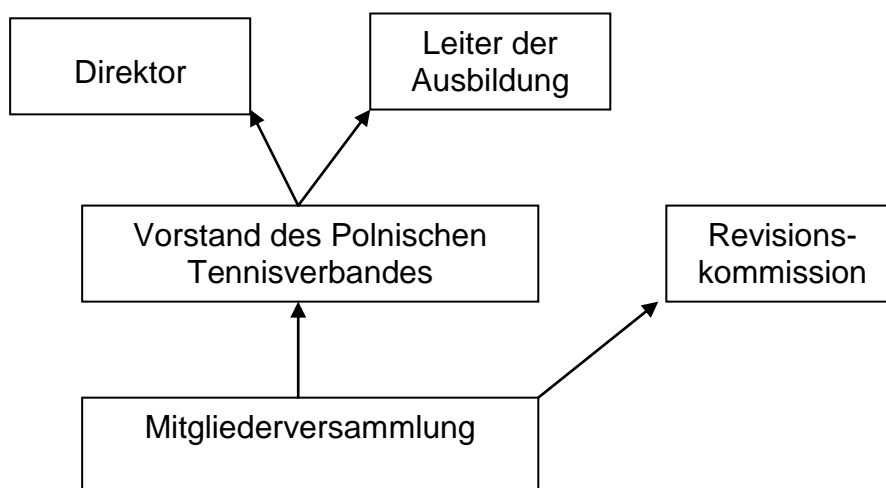 Direktor
Leiter der
Ausbildung
Vorstand des Polnischen
Tennisverbandes
Revisions-
kommission
Mitgliederversammlung